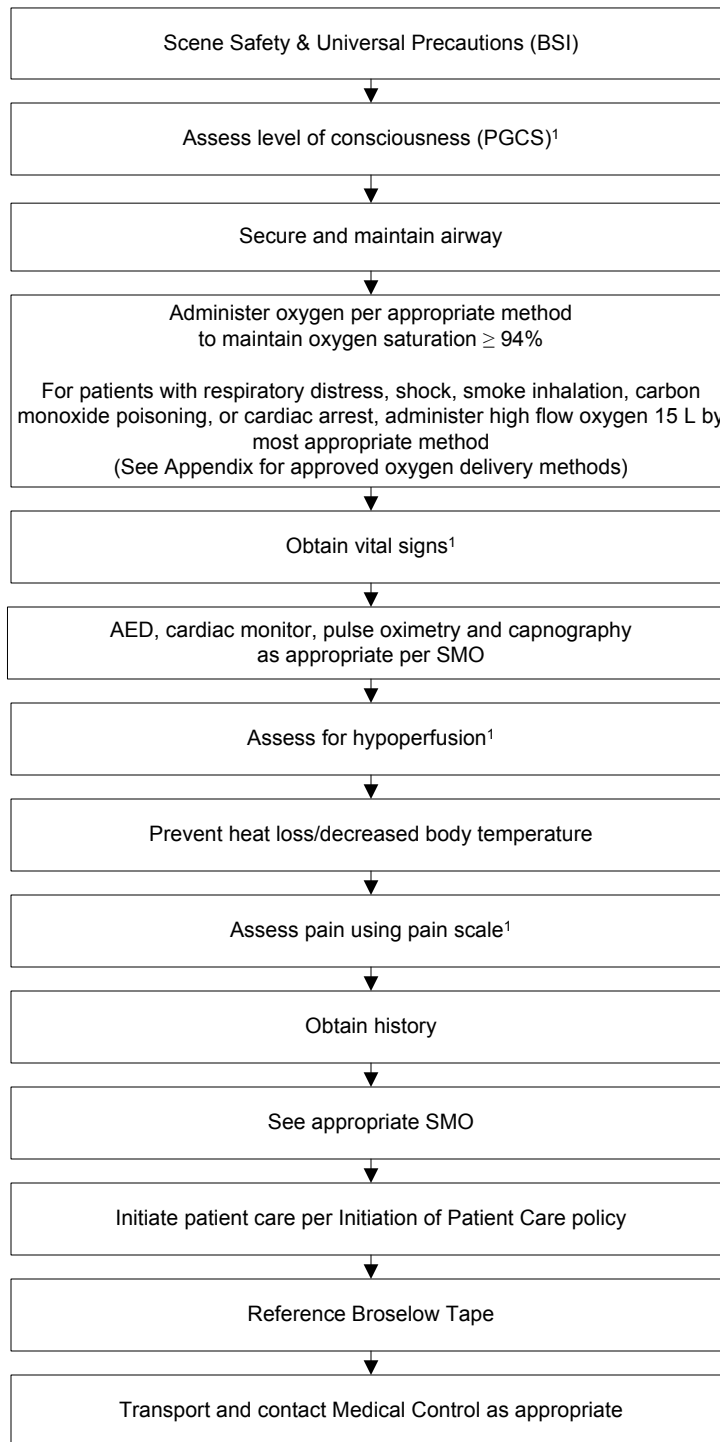 Scene Safety & Universal Precautions (BSI)
Assess level of consciousness (PGCS)¹
Secure and maintain airway
Administer oxygen per appropriate method
to maintain oxygen saturation ≥ 94%
For patients with respiratory distress, shock, smoke inhalation, carbon
monoxide poisoning, or cardiac arrest, administer high flow oxygen 15 L by
most appropriate method
(See Appendix for approved oxygen delivery methods)
Obtain vital signs¹
AED, cardiac monitor, pulse oximetry and capnography
as appropriate per SMO
Assess for hypoperfusion¹
Prevent heat loss/decreased body temperature
Assess pain using pain scale¹
Obtain history
See appropriate SMO
Initiate patient care per Initiation of Patient Care policy
Reference Broselow Tape
Transport and contact Medical Control as appropriate